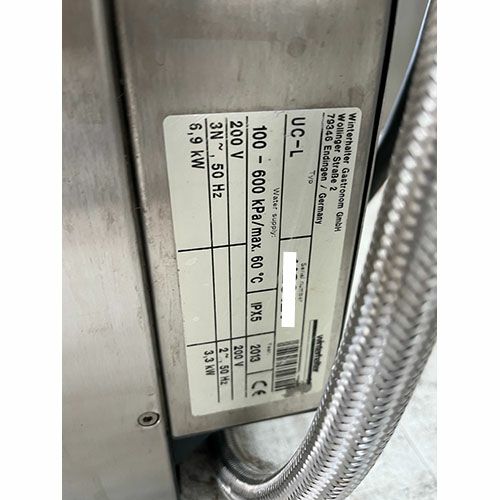 Winterhalter Gastronom GmbH
Wollinger Straße 2
79346 Endingen / Germany
winterhalter
Typ
UC-L
Serial number
Water supply:
100 - 600 kPa/max. 60 °C
IPX5
Year:
2013
CE
200 V
3N~, 50 Hz
6,9 kW
200 V
2~, 50 Hz
3,3 kW